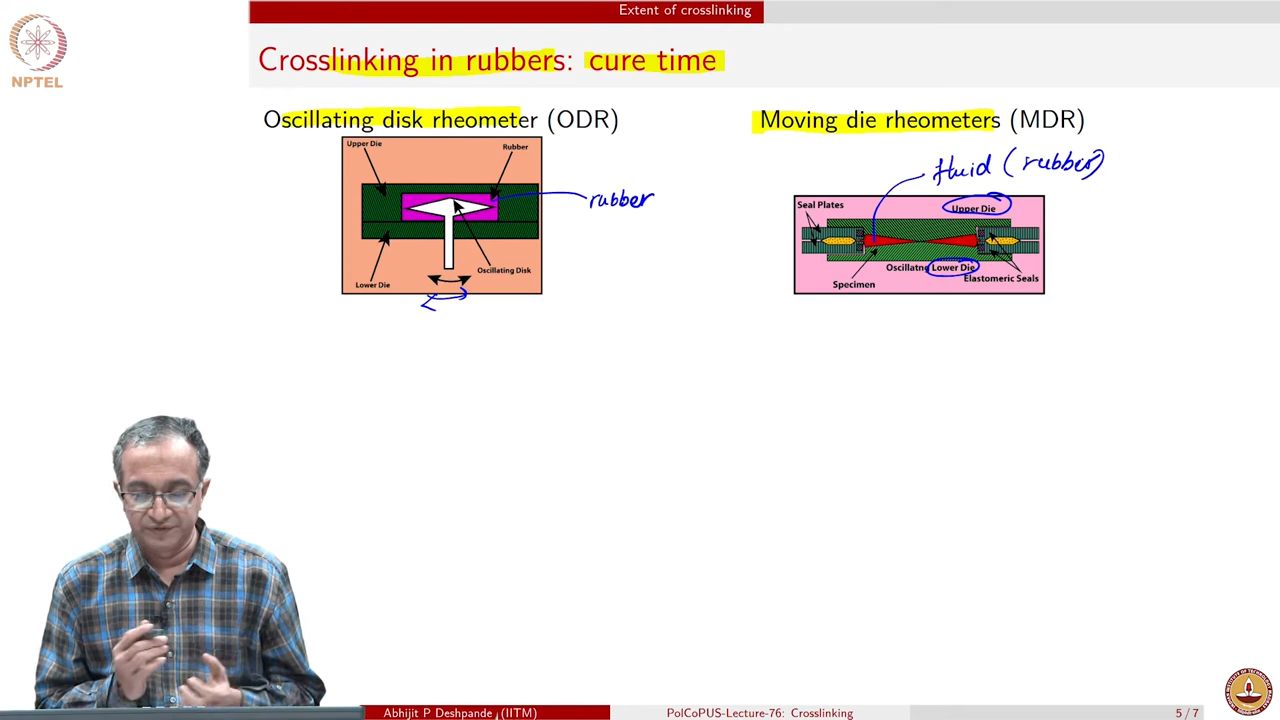 Extent of crosslinking
NPTEL
Crosslinking in rubbers: cure time
Oscillating disk rheometer (ODR)
Upper Die
Rubber
rubber
Oscillating Disk
Lower Die
Moving die rheometers (MDR)
fluid (rubber)
Seal Plates
Upper Die
Oscillatng Lower Die
Elastomeric Seals
Specimen
Abhijit P Deshpande (IITM)
PolCoPUS-Lecture-76: Crosslinking
5 / 7